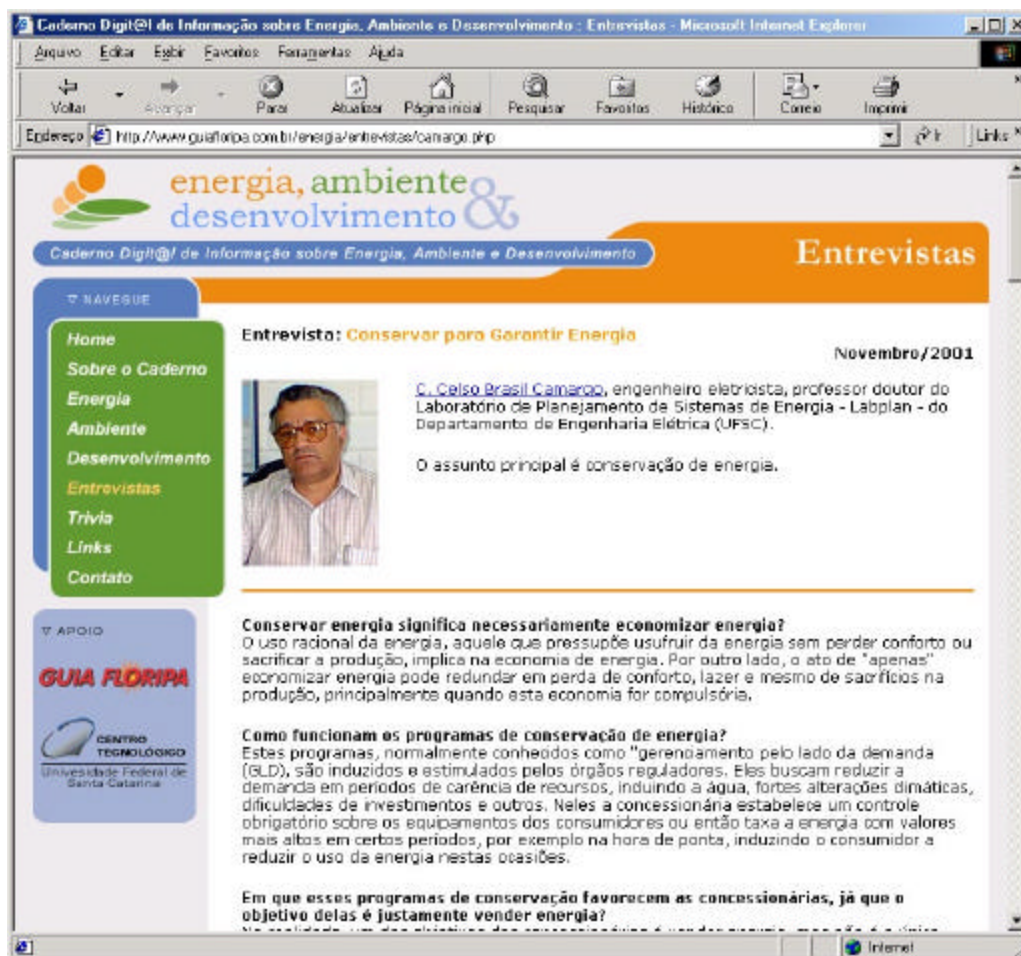 Caderno Digit@l de Informação sobre Energia, Ambiente e Desenvolvimento : Entrevistas - Microsoft Internet Explorer
Arquivo Editar Exibir Favoritos Ferramentas Ajuda
Voltar Avançar Parar Atualizar Página inicial Pesquisar Favoritos Histórico Correio Imprimir
Endereço http://www.guiafloripa.com.br/energia/entrevistas/camargo.php Ir Links
energia, ambiente &
desenvolvimento
Caderno Digit@l de Informação sobre Energia, Ambiente e Desenvolvimento
Entrevistas
NAVEGUE
Home
Sobre o Caderno
Energia
Ambiente
Desenvolvimento
Entrevistas
Trivia
Links
Contato
APOIO
GUIA FLORIPA
CENTRO
TECNOLÓGICO
Univesidade Federal de
Santa Catarina
Entrevista: Conservar para Garantir Energia
Novembro/2001
C. Celso Brasil Camargo, engenheiro eletricista, professor doutor do
Laboratório de Planejamento de Sistemas de Energia - Labplan - do
Departamento de Engenharia Elétrica (UFSC).
O assunto principal é conservação de energia.
Conservar energia significa necessariamente economizar energia?
O uso racional da energia, aquele que pressupõe usufruir da energia sem perder conforto ou
sacrificar a produção, implica na economia de energia. Por outro lado, o ato de "apenas"
economizar energia pode redundar em perda de conforto, lazer e mesmo de sacrifícios na
produção, principalmente quando esta economia for compulsória.
Como funcionam os programas de conservação de energia?
Estes programas, normalmente conhecidos como "gerenciamento pelo lado da demanda
(GLD), são induzidos e estimulados pelos órgãos reguladores. Eles buscam reduzir a
demanda em períodos de carência de recursos, incluindo a água, fortes alterações climáticas,
dificuldades de investimentos e outros. Neles a concessionária estabelece um controle
obrigatório sobre os equipamentos dos consumidores ou então taxa a energia com valores
mais altos em certos períodos, por exemplo na hora de ponta, induzindo o consumidor a
reduzir o uso da energia nestas ocasiões.
Em que esses programas de conservação favorecem as concessionárias, já que o
objetivo delas é justamente vender energia?
Internet